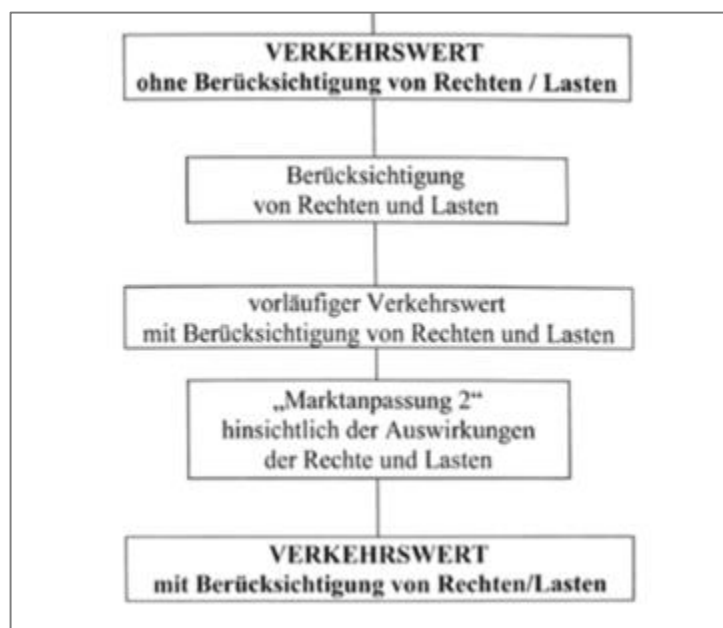 VERKEHRSWERT
ohne Berücksichtigung von Rechten / Lasten
Berücksichtigung
von Rechten und Lasten
vorläufiger Verkehrswert
mit Berücksichtigung von Rechten und Lasten
„Marktanpassung 2“
hinsichtlich der Auswirkungen
der Rechte und Lasten
VERKEHRSWERT
mit Berücksichtigung von Rechten/Lasten